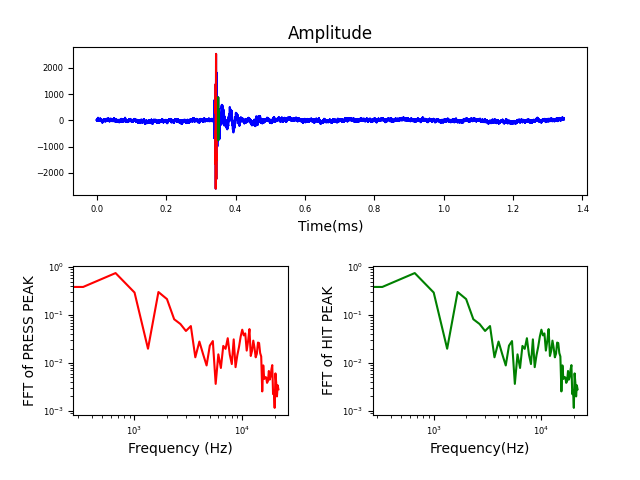 Amplitude
2000
1000
0
−1000
−2000
0.0 0.2 0.4 0.6 0.8 1.0 1.2 1.4
Time(ms)
FFT of PRESS PEAK
10^0
10^−1
10^−2
10^−3
10^3 10^4
Frequency (Hz)
FFT of HIT PEAK
10^0
10^−1
10^−2
10^−3
10^3 10^4
Frequency(Hz)